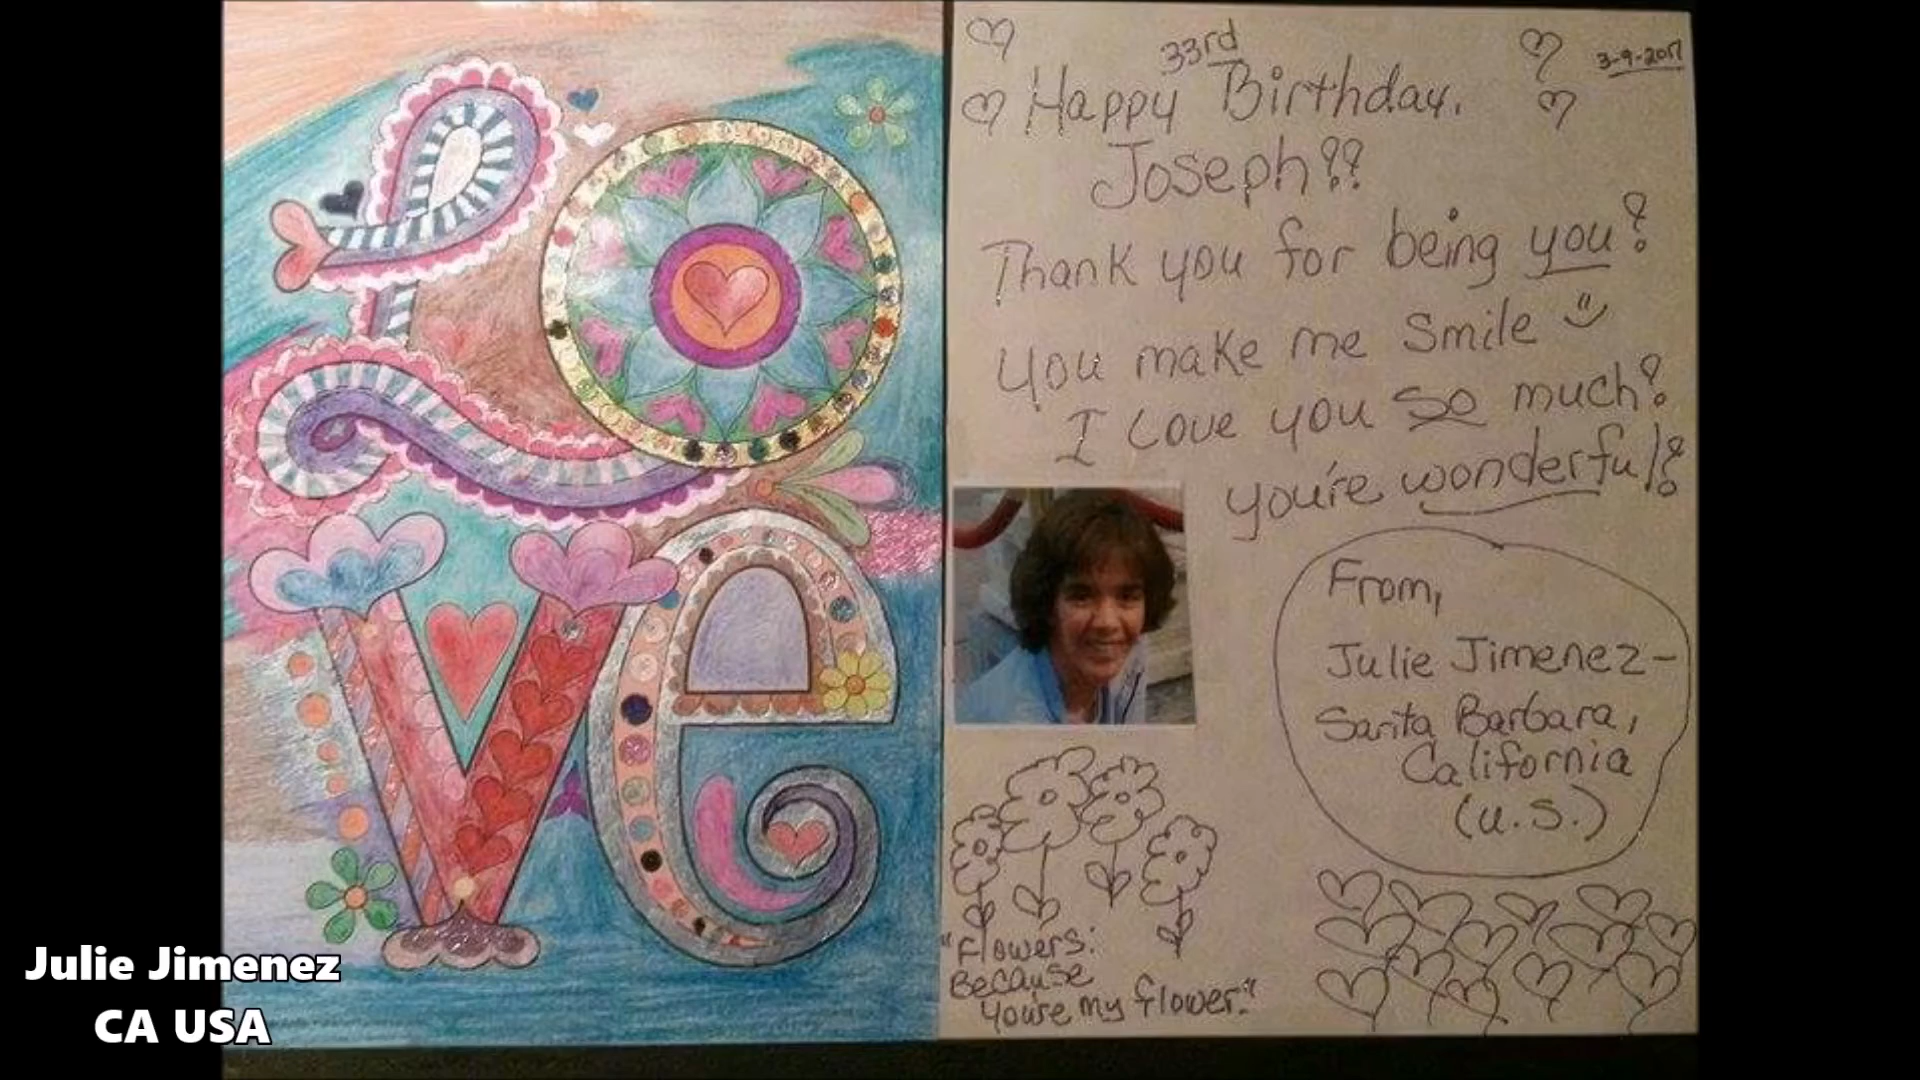 LOVE
33rd
3-9-2017
Happy Birthday,
Joseph!!
Thank you for being you!
You make me smile
I Love you so much!
you're wonderful!
From,
Julie Jimenez-
Santa Barbara,
California
(U.S.)
"Flowers:
Because
you're my flower."
Julie Jimenez
CA USA